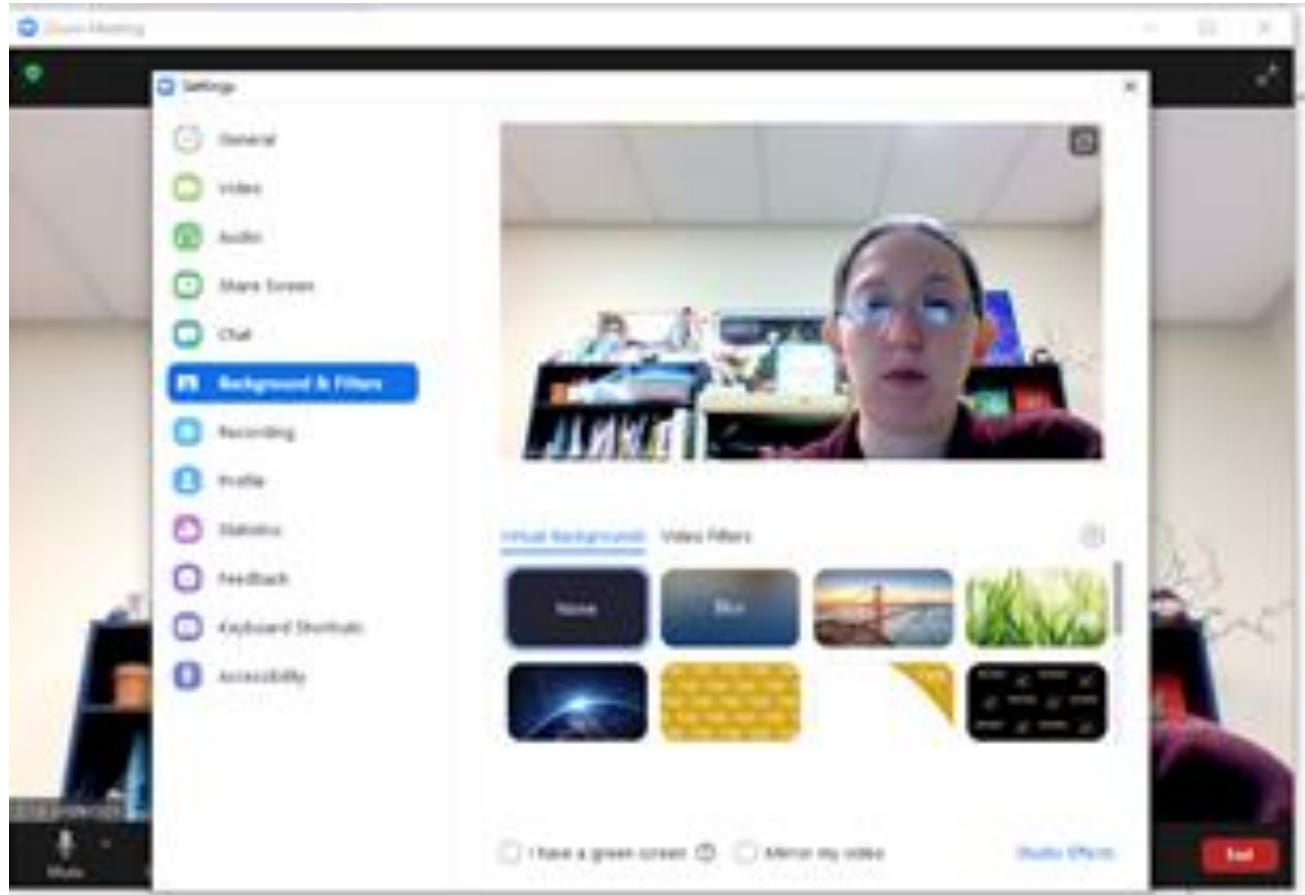 Zoom Meeting
Settings
General
Video
Audio
Share Screen
Chat
Background & Filters
Recording
Profile
Statistics
Feedback
Keyboard Shortcuts
Accessibility
Virtual Backgrounds Video Filters
None
Blur
I have a green screen
Mirror my video
Studio Effects
Mute
End